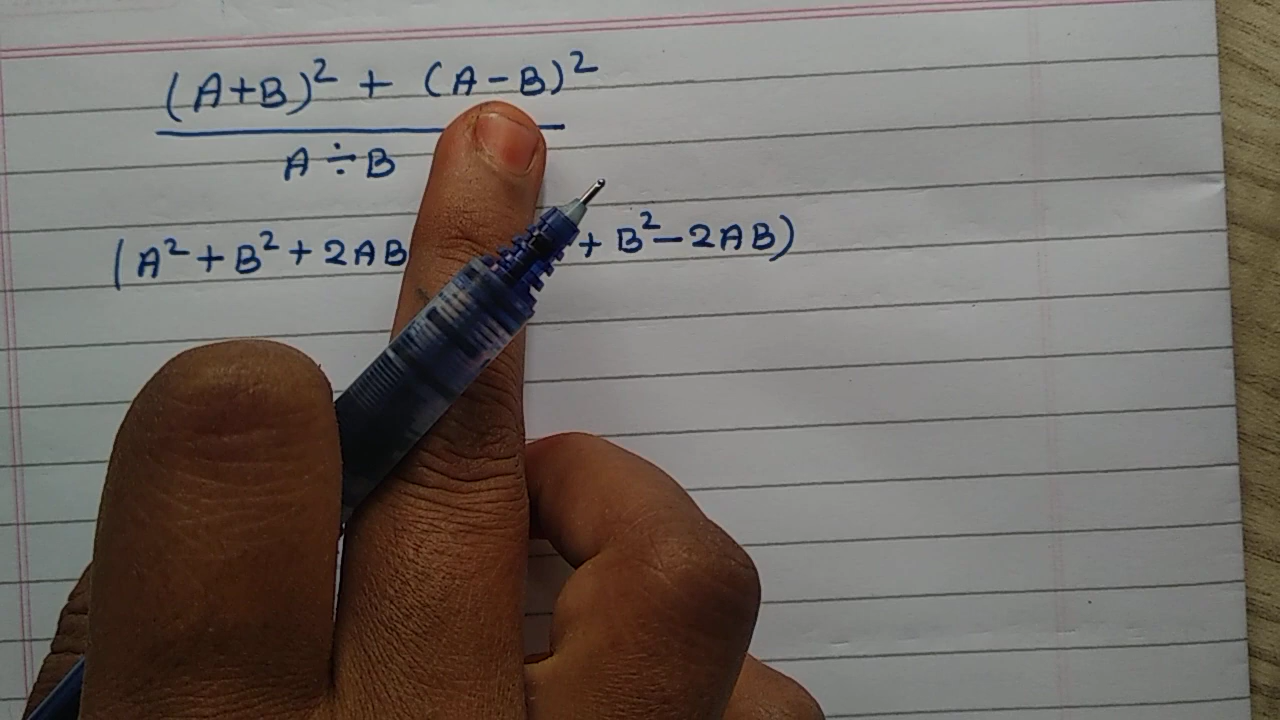 (A+B)² + (A-B)²
A÷B
(A² + B² + 2AB + B² - 2AB)